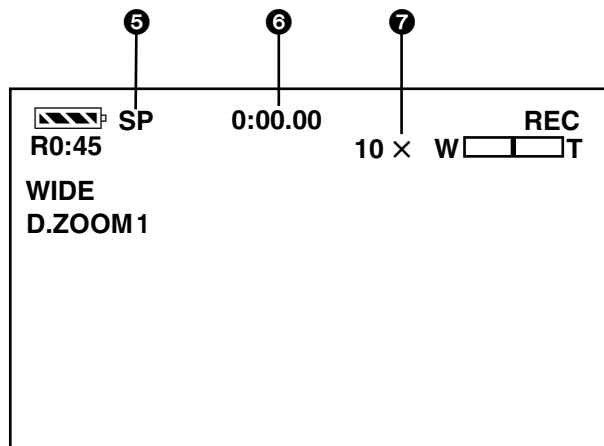 ❺ ❻ ❼
SP 0:00.00 REC
R0:45 10 × W T
WIDE
D.ZOOM1